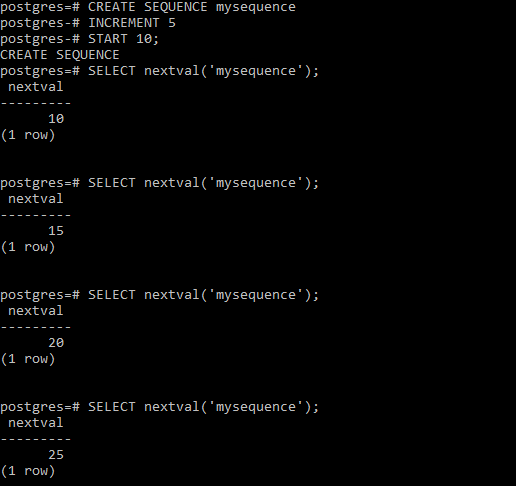 postgres=# CREATE SEQUENCE mysequence
postgres-# INCREMENT 5
postgres-# START 10;
CREATE SEQUENCE
postgres=# SELECT nextval('mysequence');
 nextval
---------
      10
(1 row)
postgres=# SELECT nextval('mysequence');
 nextval
---------
      15
(1 row)
postgres=# SELECT nextval('mysequence');
 nextval
---------
      20
(1 row)
postgres=# SELECT nextval('mysequence');
 nextval
---------
      25
(1 row)